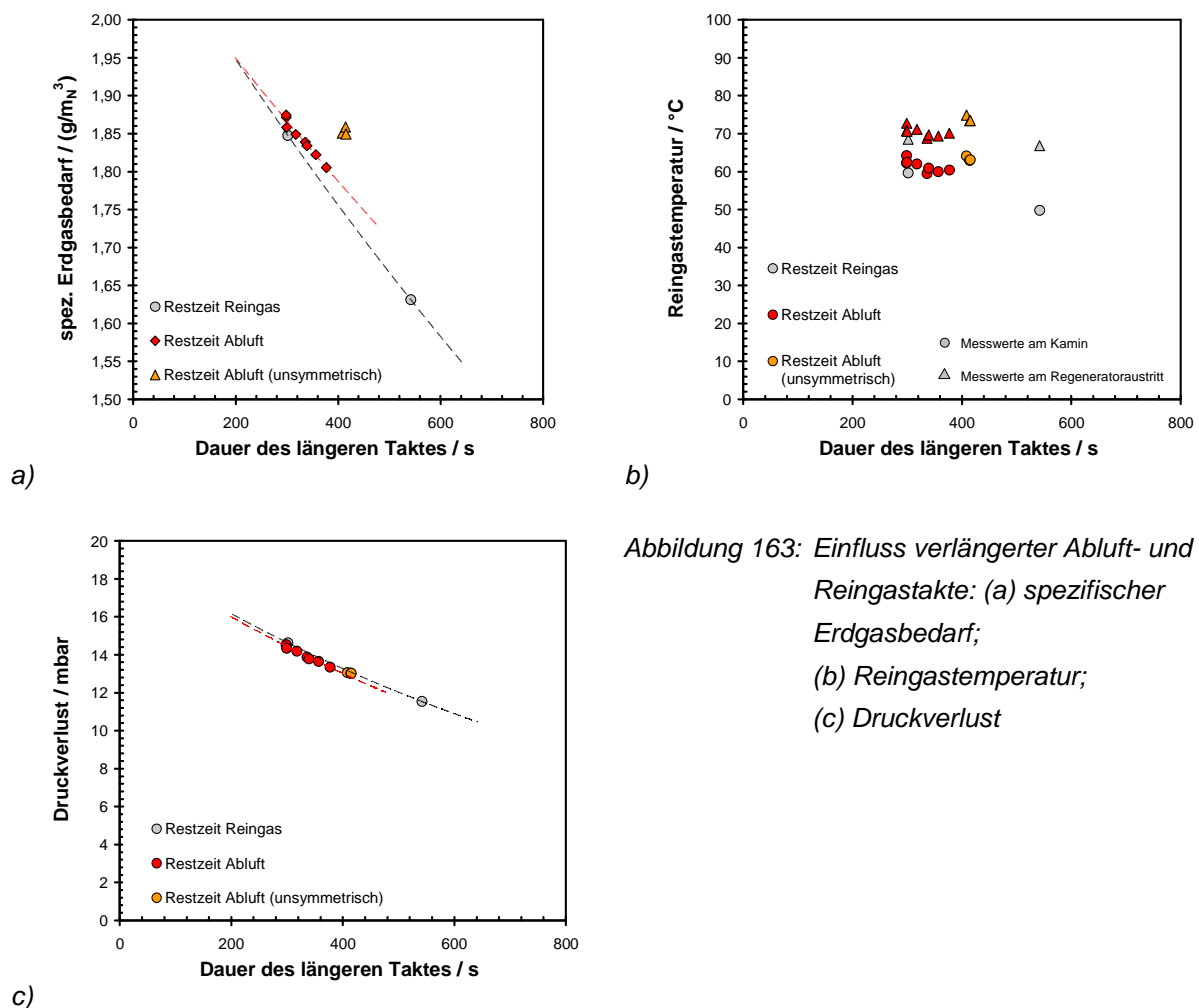 2,00
1,95
1,90
1,85
1,80
1,75
1,70
1,65
1,60
1,55
1,50
spez. Erdgasbedarf / (g/m_N^3)
Restzeit Reingas
Restzeit Abluft
Restzeit Abluft (unsymmetrisch)
0 200 400 600 800
Dauer des längeren Taktes / s
a)
100
90
80
70
60
50
40
30
20
10
0
Reingastemperatur / °C
Restzeit Reingas
Restzeit Abluft
Restzeit Abluft
(unsymmetrisch)
Messwerte am Kamin
Messwerte am Regeneratoraustritt
0 200 400 600 800
Dauer des längeren Taktes / s
b)
20
18
16
14
12
10
8
6
4
2
0
Druckverlust / mbar
Restzeit Reingas
Restzeit Abluft
Restzeit Abluft (unsymmetrisch)
0 200 400 600 800
Dauer des längeren Taktes / s
c)
Abbildung 163: Einfluss verlängerter Abluft- und
Reingastakte: (a) spezifischer
Erdgasbedarf;
(b) Reingastemperatur;
(c) Druckverlust